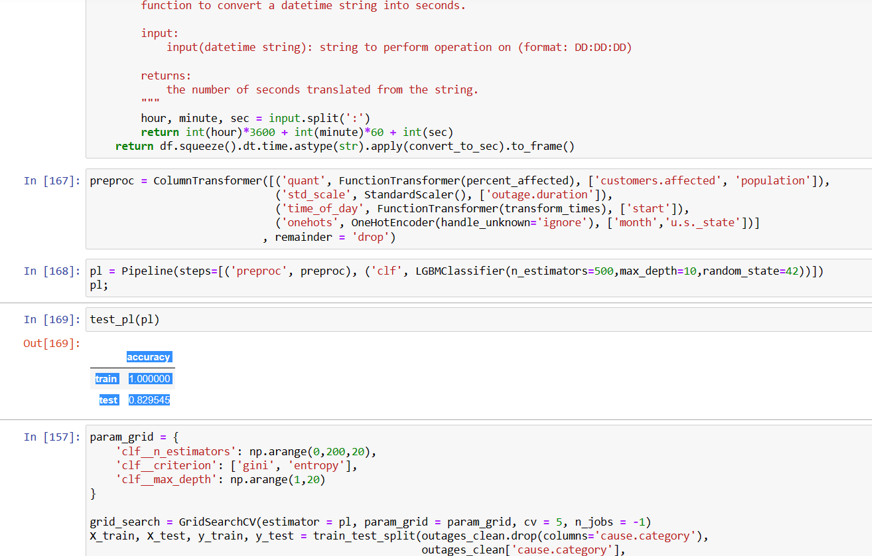 function to convert a datetime string into seconds.
input:
input(datetime string): string to perform operation on (format: DD:DD:DD)
returns:
the number of seconds translated from the string.
"""
hour, minute, sec = input.split(':')
return int(hour)*3600 + int(minute)*60 + int(sec)
return df.squeeze().dt.time.astype(str).apply(convert_to_sec).to_frame()
In [167]: preproc = ColumnTransformer([('quant', FunctionTransformer(percent_affected), ['customers.affected', 'population']),
('std_scale', StandardScaler(), ['outage.duration']),
('time_of_day', FunctionTransformer(transform_times), ['start']),
('onehots', OneHotEncoder(handle_unknown='ignore'), ['month','u.s._state'])]
, remainder = 'drop')
In [168]: pl = Pipeline(steps=[('preproc', preproc), ('clf', LGBMClassifier(n_estimators=500,max_depth=10,random_state=42))])
pl;
In [169]: test_pl(pl)
Out[169]:
accuracy
train 1.000000
test 0.829545
In [157]: param_grid = {
'clf__n_estimators': np.arange(0,200,20),
'clf__criterion': ['gini', 'entropy'],
'clf__max_depth': np.arange(1,20)
}
grid_search = GridSearchCV(estimator = pl, param_grid = param_grid, cv = 5, n_jobs = -1)
X_train, X_test, y_train, y_test = train_test_split(outages_clean.drop(columns='cause.category'),
outages_clean['cause.category'],